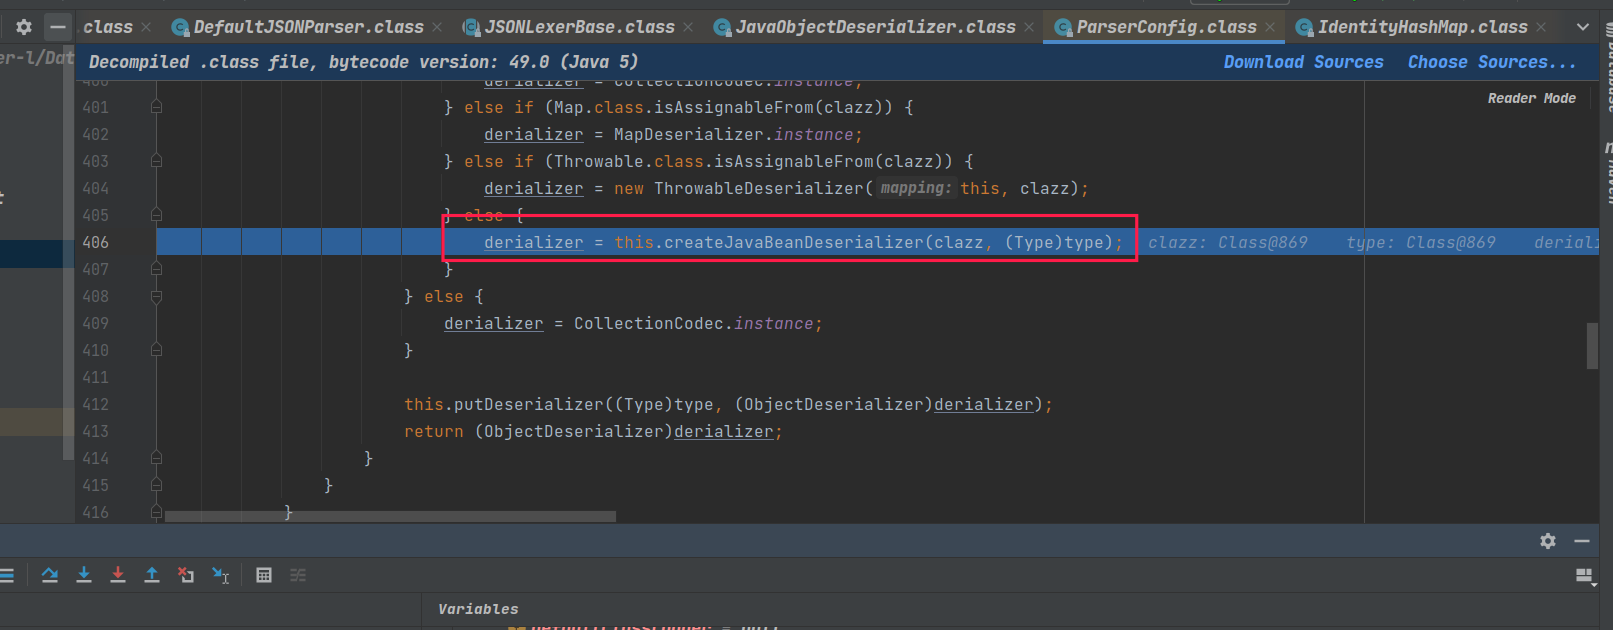 .class DefaultJSONParser.class JSONLexerBase.class JavaObjectDeserializer.class ParserConfig.class IdentityHashMap.class
er-l/Dat
Decompiled .class file, bytecode version: 49.0 (Java 5) Download Sources Choose Sources...
Reader Mode
400 derializer = CollectionCodec.instance;
401 } else if (Map.class.isAssignableFrom(clazz)) {
402 derializer = MapDeserializer.instance;
403 } else if (Throwable.class.isAssignableFrom(clazz)) {
404 derializer = new ThrowableDeserializer( mapping: this, clazz);
405 } else {
406 derializer = this.createJavaBeanDeserializer(clazz, (Type)type); clazz: Class@869 type: Class@869 deriali
407 }
408 } else {
409 derializer = CollectionCodec.instance;
410 }
411
412 this.putDeserializer((Type)type, (ObjectDeserializer)derializer);
413 return (ObjectDeserializer)derializer;
414 }
415 }
416 }
Variables